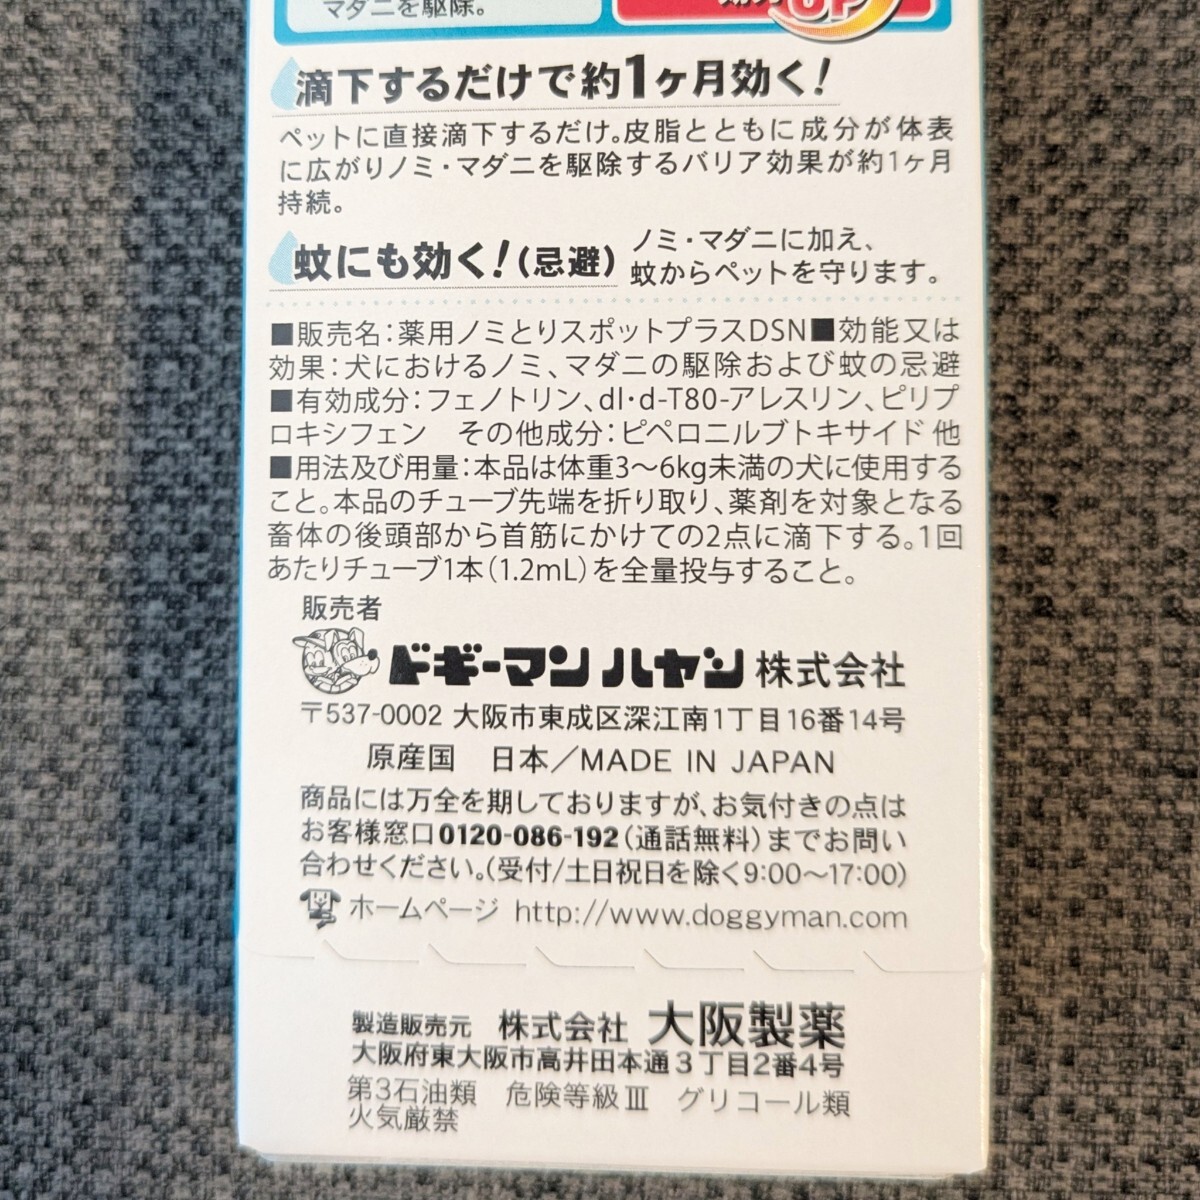 マダニを駆除。
UP
滴下するだけで約1ヶ月効く!
ペットに直接滴下するだけ。皮脂とともに成分が体表
に広がりノミ・マダニを駆除するバリア効果が約1ヶ月
持続。
蚊にも効く!(忌避) ノミ・マダニに加え、
蚊からペットを守ります。
■販売名:薬用ノミとりスポットプラスDSN■効能又は
効果:犬におけるノミ、マダニの駆除および蚊の忌避
■有効成分:フェノトリン、dl・d-T80-アレスリン、ピリプ
ロキシフェン その他成分:ピペロニルブトキサイド 他
■用法及び用量:本品は体重3〜6kg未満の犬に使用する
こと。本品のチューブ先端を折り取り、薬剤を対象となる
畜体の後頭部から首筋にかけての2点に滴下する。1回
あたりチューブ1本(1.2mL)を全量投与すること。
販売者
ドギーマンハヤシ株式会社
〒537-0002 大阪市東成区深江南1丁目16番14号
原産国 日本/MADE IN JAPAN
商品には万全を期しておりますが、お気付きの点は
お客様窓口0120-086-192(通話無料)までお問い
合わせください。(受付/土日祝日を除く9:00〜17:00)
ホームページ http://www.doggyman.com
製造販売元 株式会社 大阪製薬
大阪府東大阪市高井田本通3丁目2番4号
第3石油類 危険等級Ⅲ グリコール類
火気厳禁